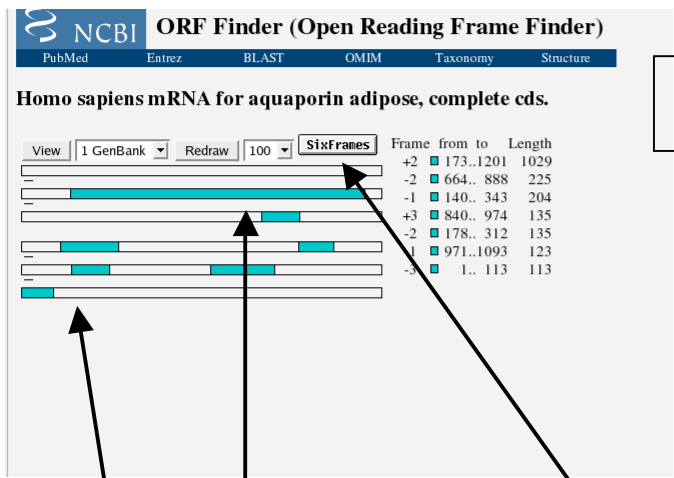 NCBI ORF Finder (Open Reading Frame Finder)
PubMed Entrez BLAST OMIM Taxonomy Structure
Homo sapiens mRNA for aquaporin adipose, complete cds.
View 1 GenBank Redraw 100 SixFrames
Frame from to Length
+2 173..1201 1029
-2 664.. 888 225
-1 140.. 343 204
+3 840.. 974 135
-2 178.. 312 135
1 971..1093 123
-3 1.. 113 113